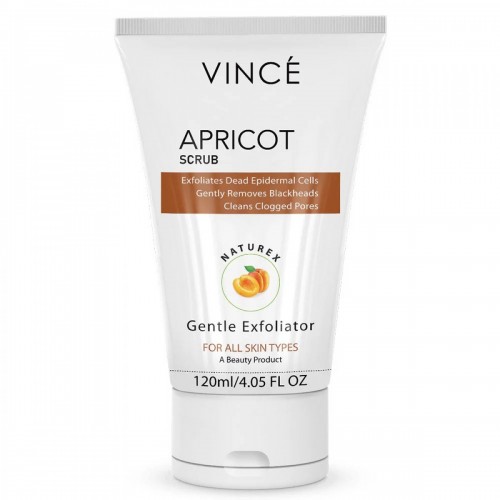 VINCÉ
APRICOT
SCRUB
Exfoliates Dead Epidermal Cells
Gently Removes Blackheads
Cleans Clogged Pores
NATUREX
Gentle Exfoliator
FOR ALL SKIN TYPES
A Beauty Product
120ml/4.05 FL OZ